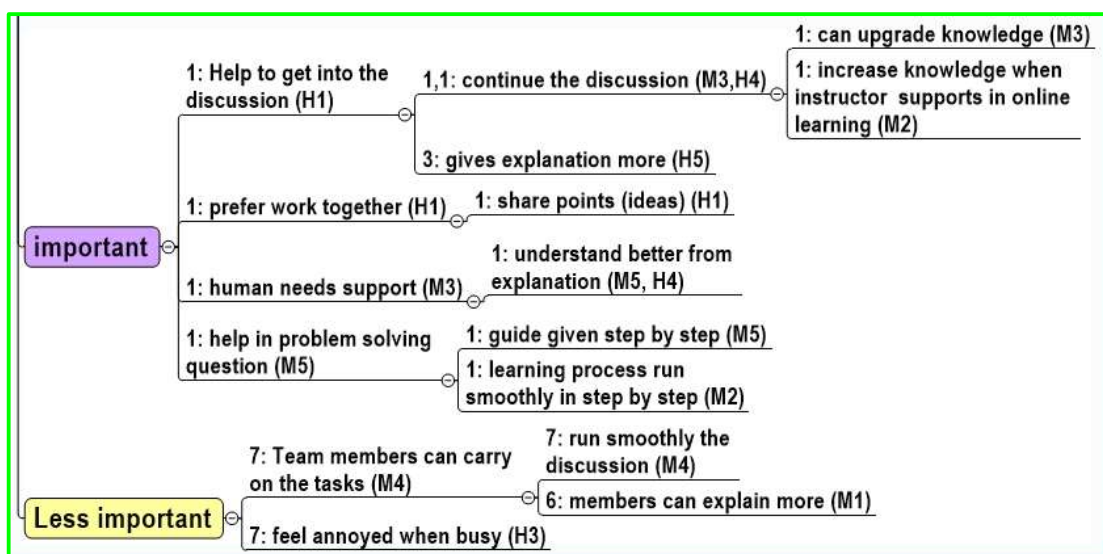 important
1: Help to get into the
discussion (H1)
1,1: continue the discussion (M3,H4)
1: can upgrade knowledge (M3)
1: increase knowledge when
instructor supports in online
learning (M2)
3: gives explanation more (H5)
1: prefer work together (H1)
1: share points (ideas) (H1)
1: human needs support (M3)
1: understand better from
explanation (M5, H4)
1: help in problem solving
question (M5)
1: guide given step by step (M5)
1: learning process run
smoothly in step by step (M2)
Less important
7: Team members can carry
on the tasks (M4)
7: run smoothly the
discussion (M4)
6: members can explain more (M1)
7: feel annoyed when busy (H3)